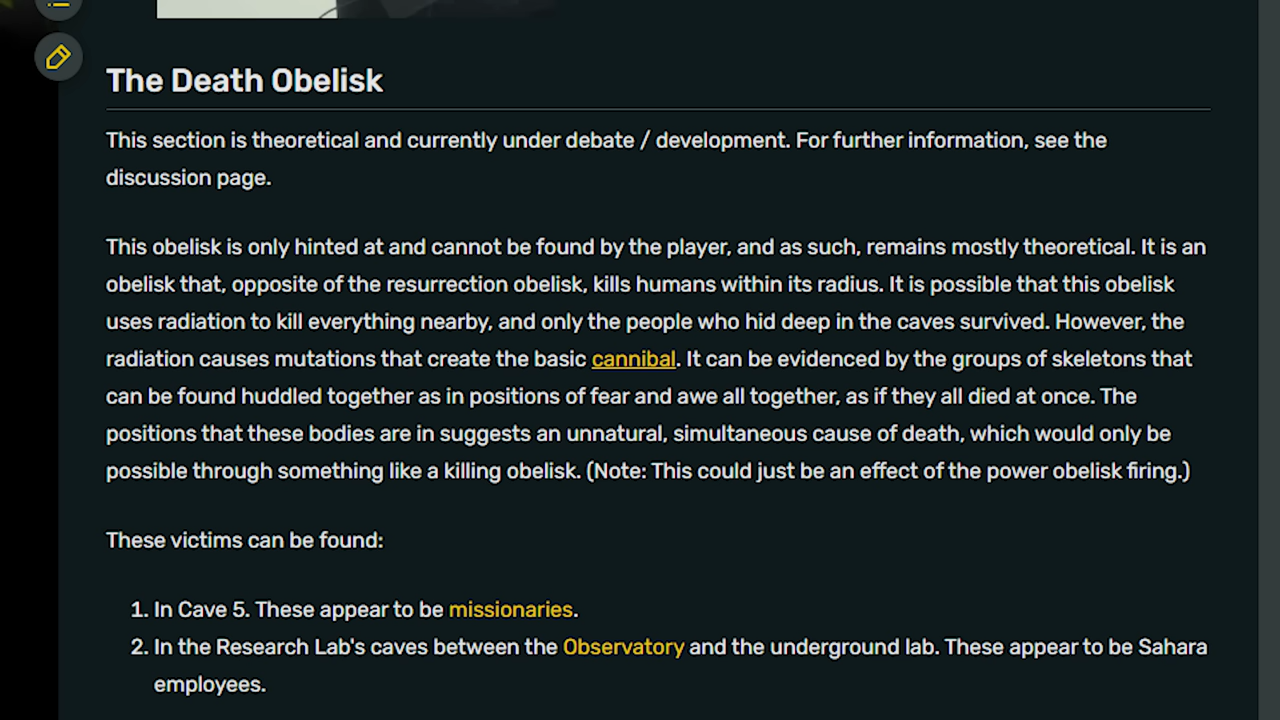 The Death Obelisk
This section is theoretical and currently under debate / development. For further information, see the
discussion page.
This obelisk is only hinted at and cannot be found by the player, and as such, remains mostly theoretical. It is an
obelisk that, opposite of the resurrection obelisk, kills humans within its radius. It is possible that this obelisk
uses radiation to kill everything nearby, and only the people who hid deep in the caves survived. However, the
radiation causes mutations that create the basic cannibal. It can be evidenced by the groups of skeletons that
can be found huddled together as in positions of fear and awe all together, as if they all died at once. The
positions that these bodies are in suggests an unnatural, simultaneous cause of death, which would only be
possible through something like a killing obelisk. (Note: This could just be an effect of the power obelisk firing.)
These victims can be found:
1. In Cave 5. These appear to be missionaries.
2. In the Research Lab's caves between the Observatory and the underground lab. These appear to be Sahara
employees.